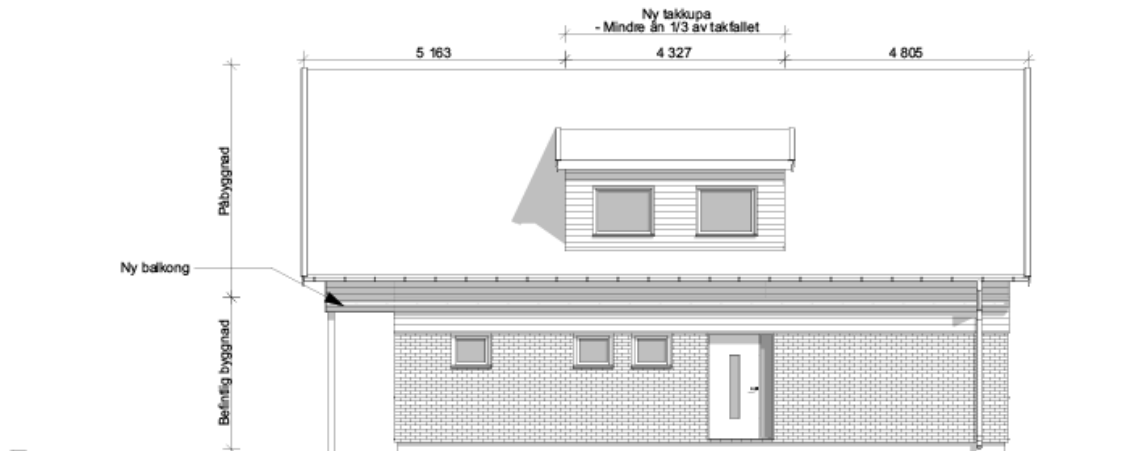 Ny takkupa
- Mindre än 1/3 av takfallet
5 163
4 327
4 805
Påbyggnad
Ny balkong
Befintlig byggnad